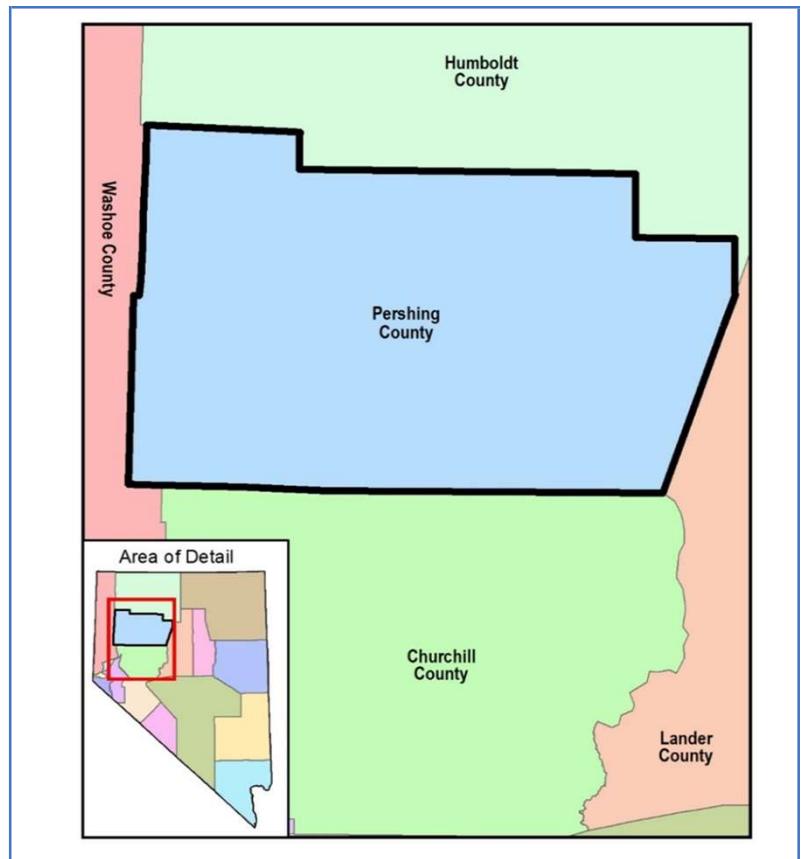 Humboldt
County
Washoe County
Pershing
County
Area of Detail
Churchill
County
Lander
County